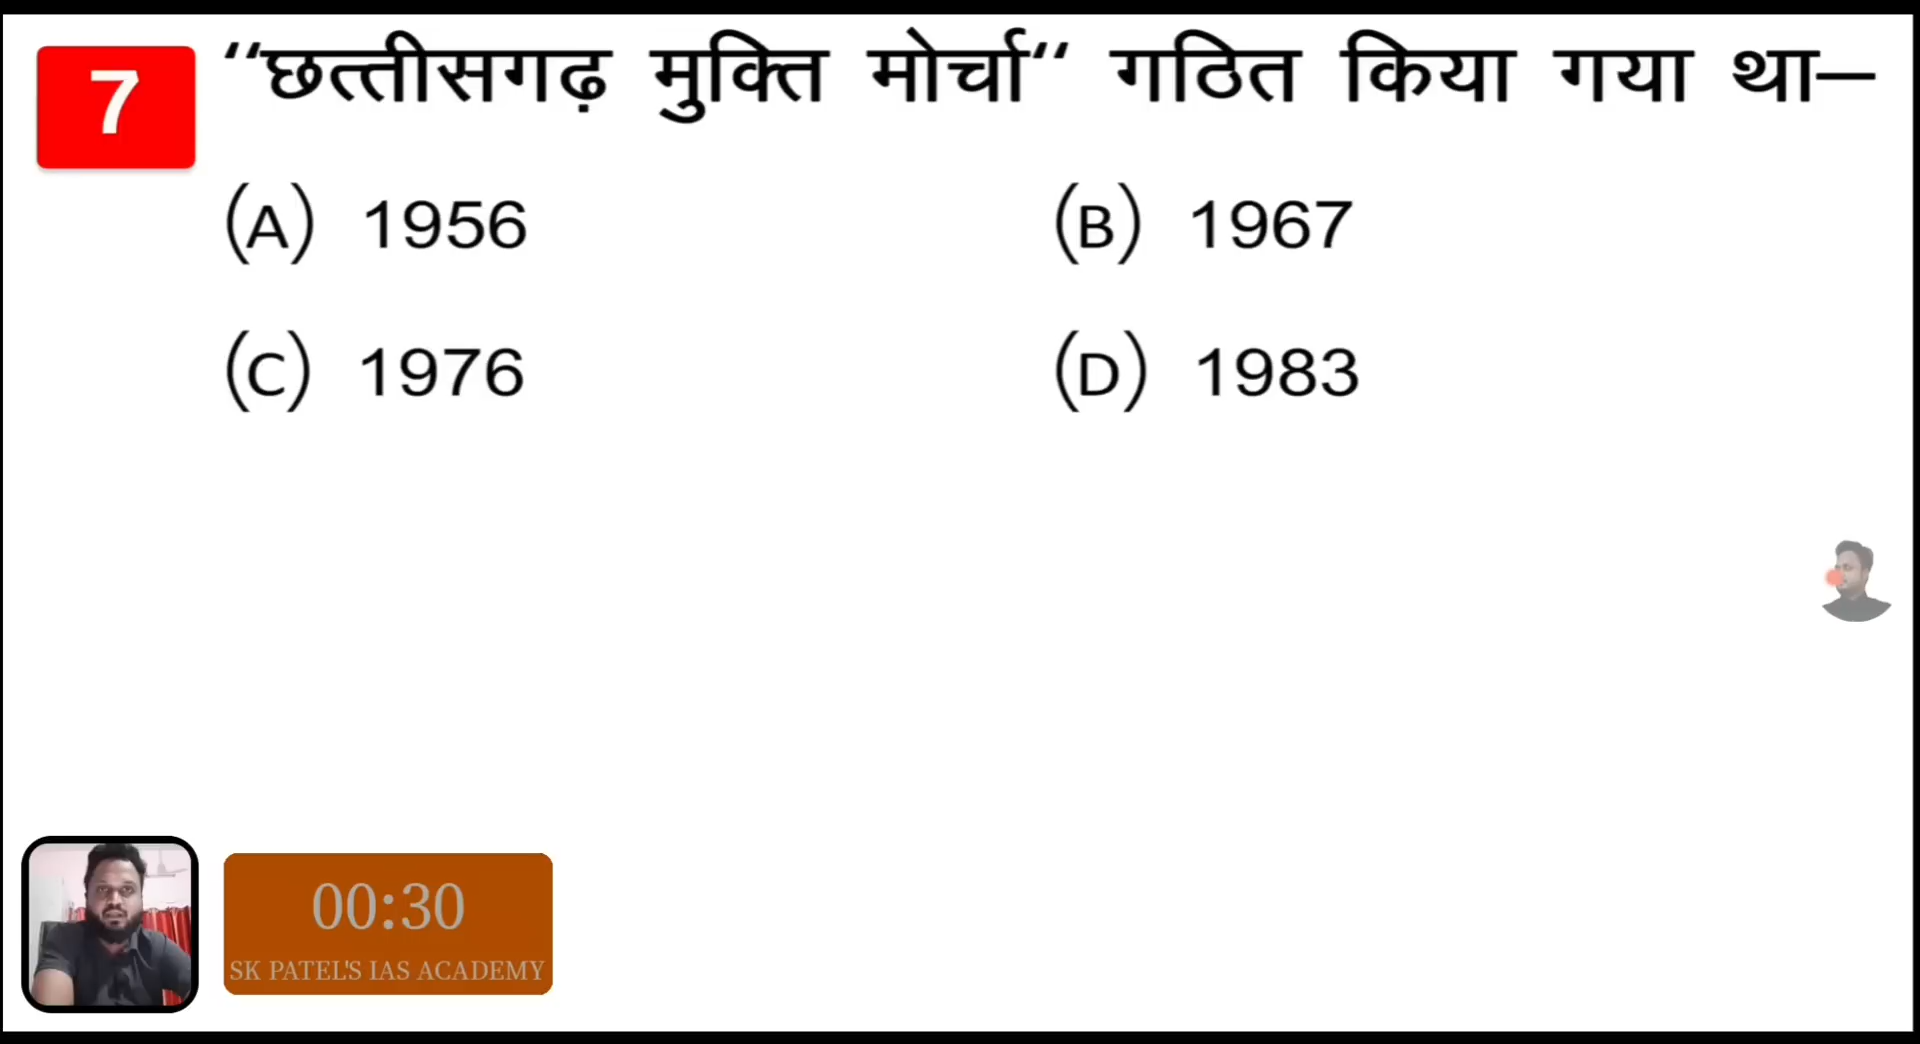 7
“छत्तीसगढ़ मुक्ति मोर्चा“ गठित किया गया था–
(A) 1956
(B) 1967
(C) 1976
(D) 1983
00:30
SK PATEL'S IAS ACADEMY